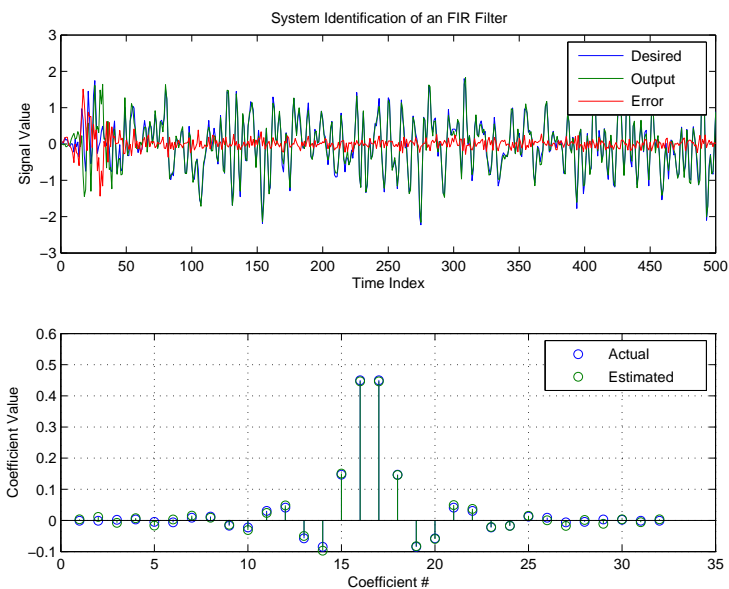 System Identification of an FIR Filter
3
2
1
0
−1
−2
−3
Signal Value
Desired
Output
Error
0 50 100 150 200 250 300 350 400 450 500
Time Index
0.6
0.5
0.4
0.3
0.2
0.1
0
−0.1
Coefficient Value
Actual
Estimated
0 5 10 15 20 25 30 35
Coefficient #